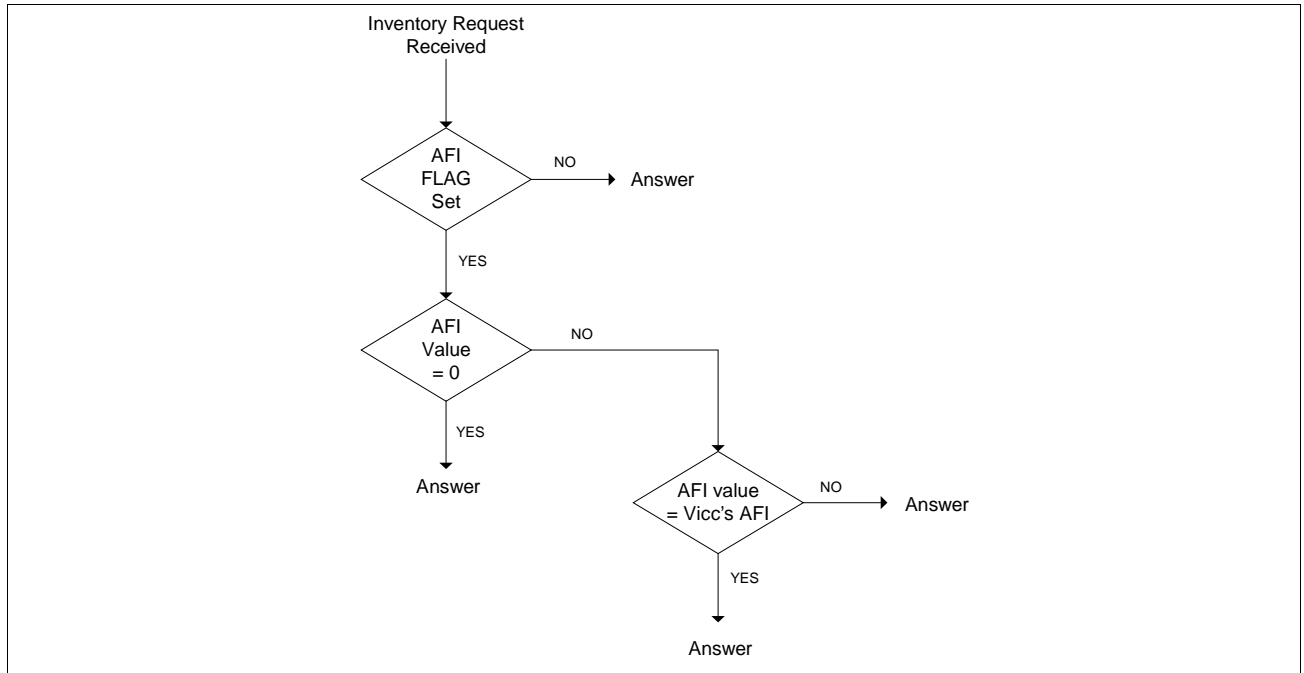 Inventory Request
Received
AFI
FLAG
Set
NO
Answer
YES
AFI
Value
= 0
NO
YES
Answer
AFI value
= Vicc's AFI
NO
Answer
YES
Answer